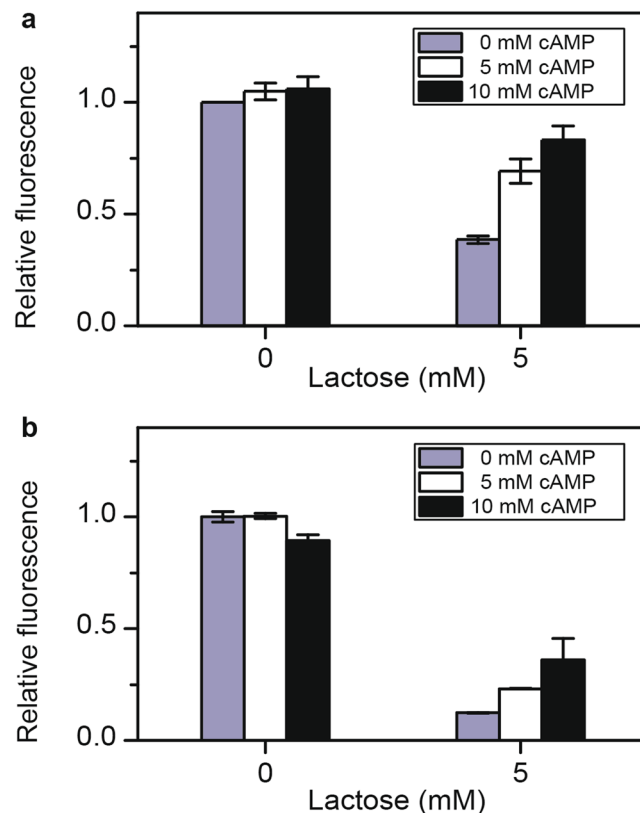 a
0 mM cAMP
5 mM cAMP
10 mM cAMP
Relative fluorescence
1.0
0.5
0.0
0 5
Lactose (mM)
b
0 mM cAMP
5 mM cAMP
10 mM cAMP
Relative fluorescence
1.0
0.5
0.0
0 5
Lactose (mM)